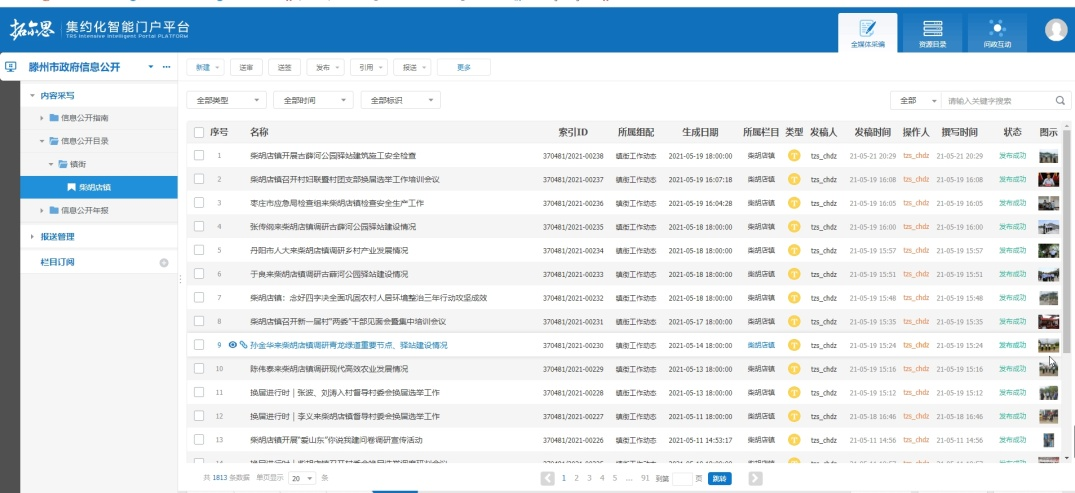 拓尔思 集约化智能门户平台
TRS Intensive Intelligent Portal PLATFORM
全媒体采编 资源目录 问政互动
滕州市政府信息公开
新建 送审 送签 发布 引用 报送 更多
内容采写
信息公开指南
信息公开目录
镇街
柴胡店镇
信息公开年报
报送管理
栏目订阅
全部类型 全部时间 全部标识 全部 请输入关键字搜索
序号 名称 索引ID 所属组配 生成日期 所属栏目 类型 发稿人 发稿时间 操作人 撰写时间 状态 图示
1 柴胡店镇开展古薛河公园驿站建筑施工安全检查 370481/2021-00238 镇街工作动态 2021-05-19 18:00:00 柴胡店镇 T tzs_chdz 21-05-21 20:29 tzs_chdz 21-05-21 20:29 发布成功
2 柴胡店镇召开村妇联暨村团支部换届选举工作培训会议 370481/2021-00237 镇街工作动态 2021-05-19 16:07:18 柴胡店镇 T tzs_chdz 21-05-19 16:08 tzs_chdz 21-05-19 16:08 发布成功
3 枣庄市应急局检查组来柴胡店镇检查安全生产工作 370481/2021-00236 镇街工作动态 2021-05-19 16:04:28 柴胡店镇 T tzs_chdz 21-05-19 16:05 tzs_chdz 21-05-19 16:05 发布成功
4 张传纲来柴胡店镇调研古薛河公园驿站建设情况 370481/2021-00235 镇街工作动态 2021-05-18 18:00:00 柴胡店镇 T tzs_chdz 21-05-19 16:00 tzs_chdz 21-05-19 16:00 发布成功
5 丹阳市人大来柴胡店镇调研乡村产业发展情况 370481/2021-00234 镇街工作动态 2021-05-18 18:00:00 柴胡店镇 T tzs_chdz 21-05-19 15:57 tzs_chdz 21-05-19 15:57 发布成功
6 于良来柴胡店镇调研古薛河公园驿站建设情况 370481/2021-00233 镇街工作动态 2021-05-18 18:00:00 柴胡店镇 T tzs_chdz 21-05-19 15:51 tzs_chdz 21-05-19 15:51 发布成功
7 柴胡店镇：念好四字决全面巩固农村人居环境整治三年行动攻坚成效 370481/2021-00232 镇街工作动态 2021-05-18 18:00:00 柴胡店镇 T tzs_chdz 21-05-19 15:48 tzs_chdz 21-05-19 15:48 发布成功
8 柴胡店镇召开新一届村“两委”干部见面会暨集中培训会议 370481/2021-00231 镇街工作动态 2021-05-17 18:00:00 柴胡店镇 T tzs_chdz 21-05-19 15:35 tzs_chdz 21-05-19 15:35 发布成功
9 孙金华来柴胡店镇调研青龙绿道重要节点、驿站建设情况 370481/2021-00230 镇街工作动态 2021-05-14 18:00:00 柴胡店镇 T tzs_chdz 21-05-19 15:24 tzs_chdz 21-05-19 15:24 发布成功
10 陈伟泰来柴胡店镇调研现代高效农业发展情况 370481/2021-00229 镇街工作动态 2021-05-13 18:00:00 柴胡店镇 T tzs_chdz 21-05-19 15:16 tzs_chdz 21-05-19 15:16 发布成功
11 换届进行时 | 张波、刘涛入村督导村委会换届选举工作 370481/2021-00228 镇街工作动态 2021-05-13 18:00:00 柴胡店镇 T tzs_chdz 21-05-19 15:12 tzs_chdz 21-05-19 15:12 发布成功
12 换届进行时 | 李义来柴胡店镇督导村委会换届选举工作 370481/2021-00227 镇街工作动态 2021-05-11 18:00:00 柴胡店镇 T tzs_chdz 21-05-18 16:46 tzs_chdz 21-05-18 16:46 发布成功
13 柴胡店镇开展“爱山东”你说我建问卷调研宣传活动 370481/2021-00226 镇街工作动态 2021-05-11 14:53:17 柴胡店镇 T tzs_chdz 21-05-11 14:56 tzs_chdz 21-05-11 14:56 发布成功
共 1813 条数据 单页显示 20 条 1 2 3 4 5 ... 91 到第 页 跳转